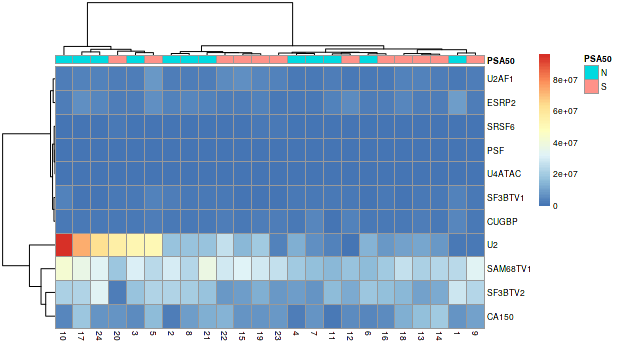 PSA50
U2AF1
ESRP2
SRSF6
PSF
U4ATAC
SF3BTV1
CUGBP
U2
SAM68TV1
SF3BTV2
CA150
10 17 24 20 3 5 2 8 21 22 15 19 23 4 7 11 12 6 16 18 13 14 1 9
8e+07
6e+07
4e+07
2e+07
0
PSA50
N
S